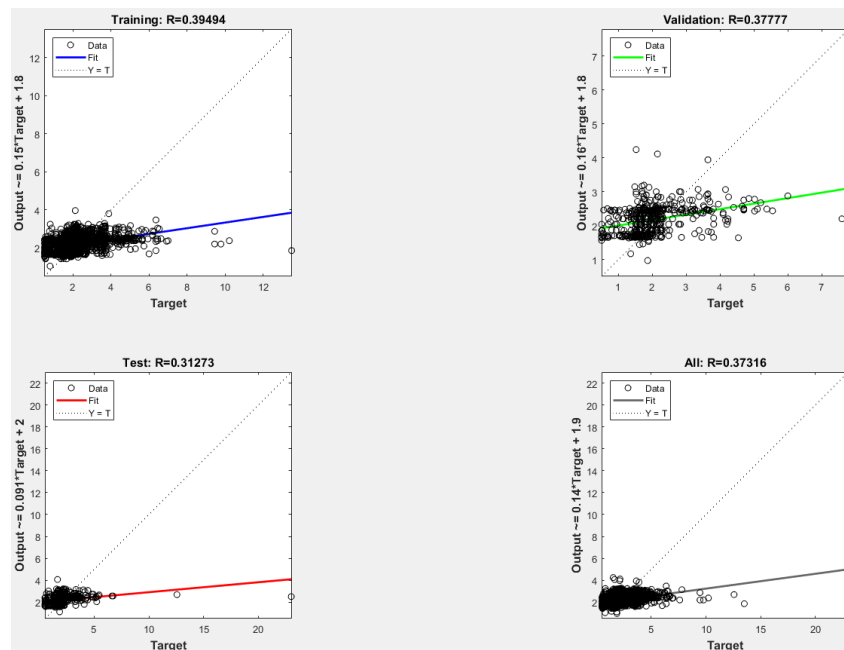 Training: R=0.39494
Output ~= 0.15*Target + 1.8
12
10
8
6
4
2
Data
Fit
Y = T
2 4 6 8 10 12
Target
Validation: R=0.37777
Output ~= 0.16*Target + 1.8
7
6
5
4
3
2
1
Data
Fit
Y = T
1 2 3 4 5 6 7
Target
Test: R=0.31273
Output ~= 0.091*Target + 2
22
20
18
16
14
12
10
8
6
4
2
Data
Fit
Y = T
5 10 15 20
Target
All: R=0.37316
Output ~= 0.14*Target + 1.9
22
20
18
16
14
12
10
8
6
4
2
Data
Fit
Y = T
5 10 15 20
Target